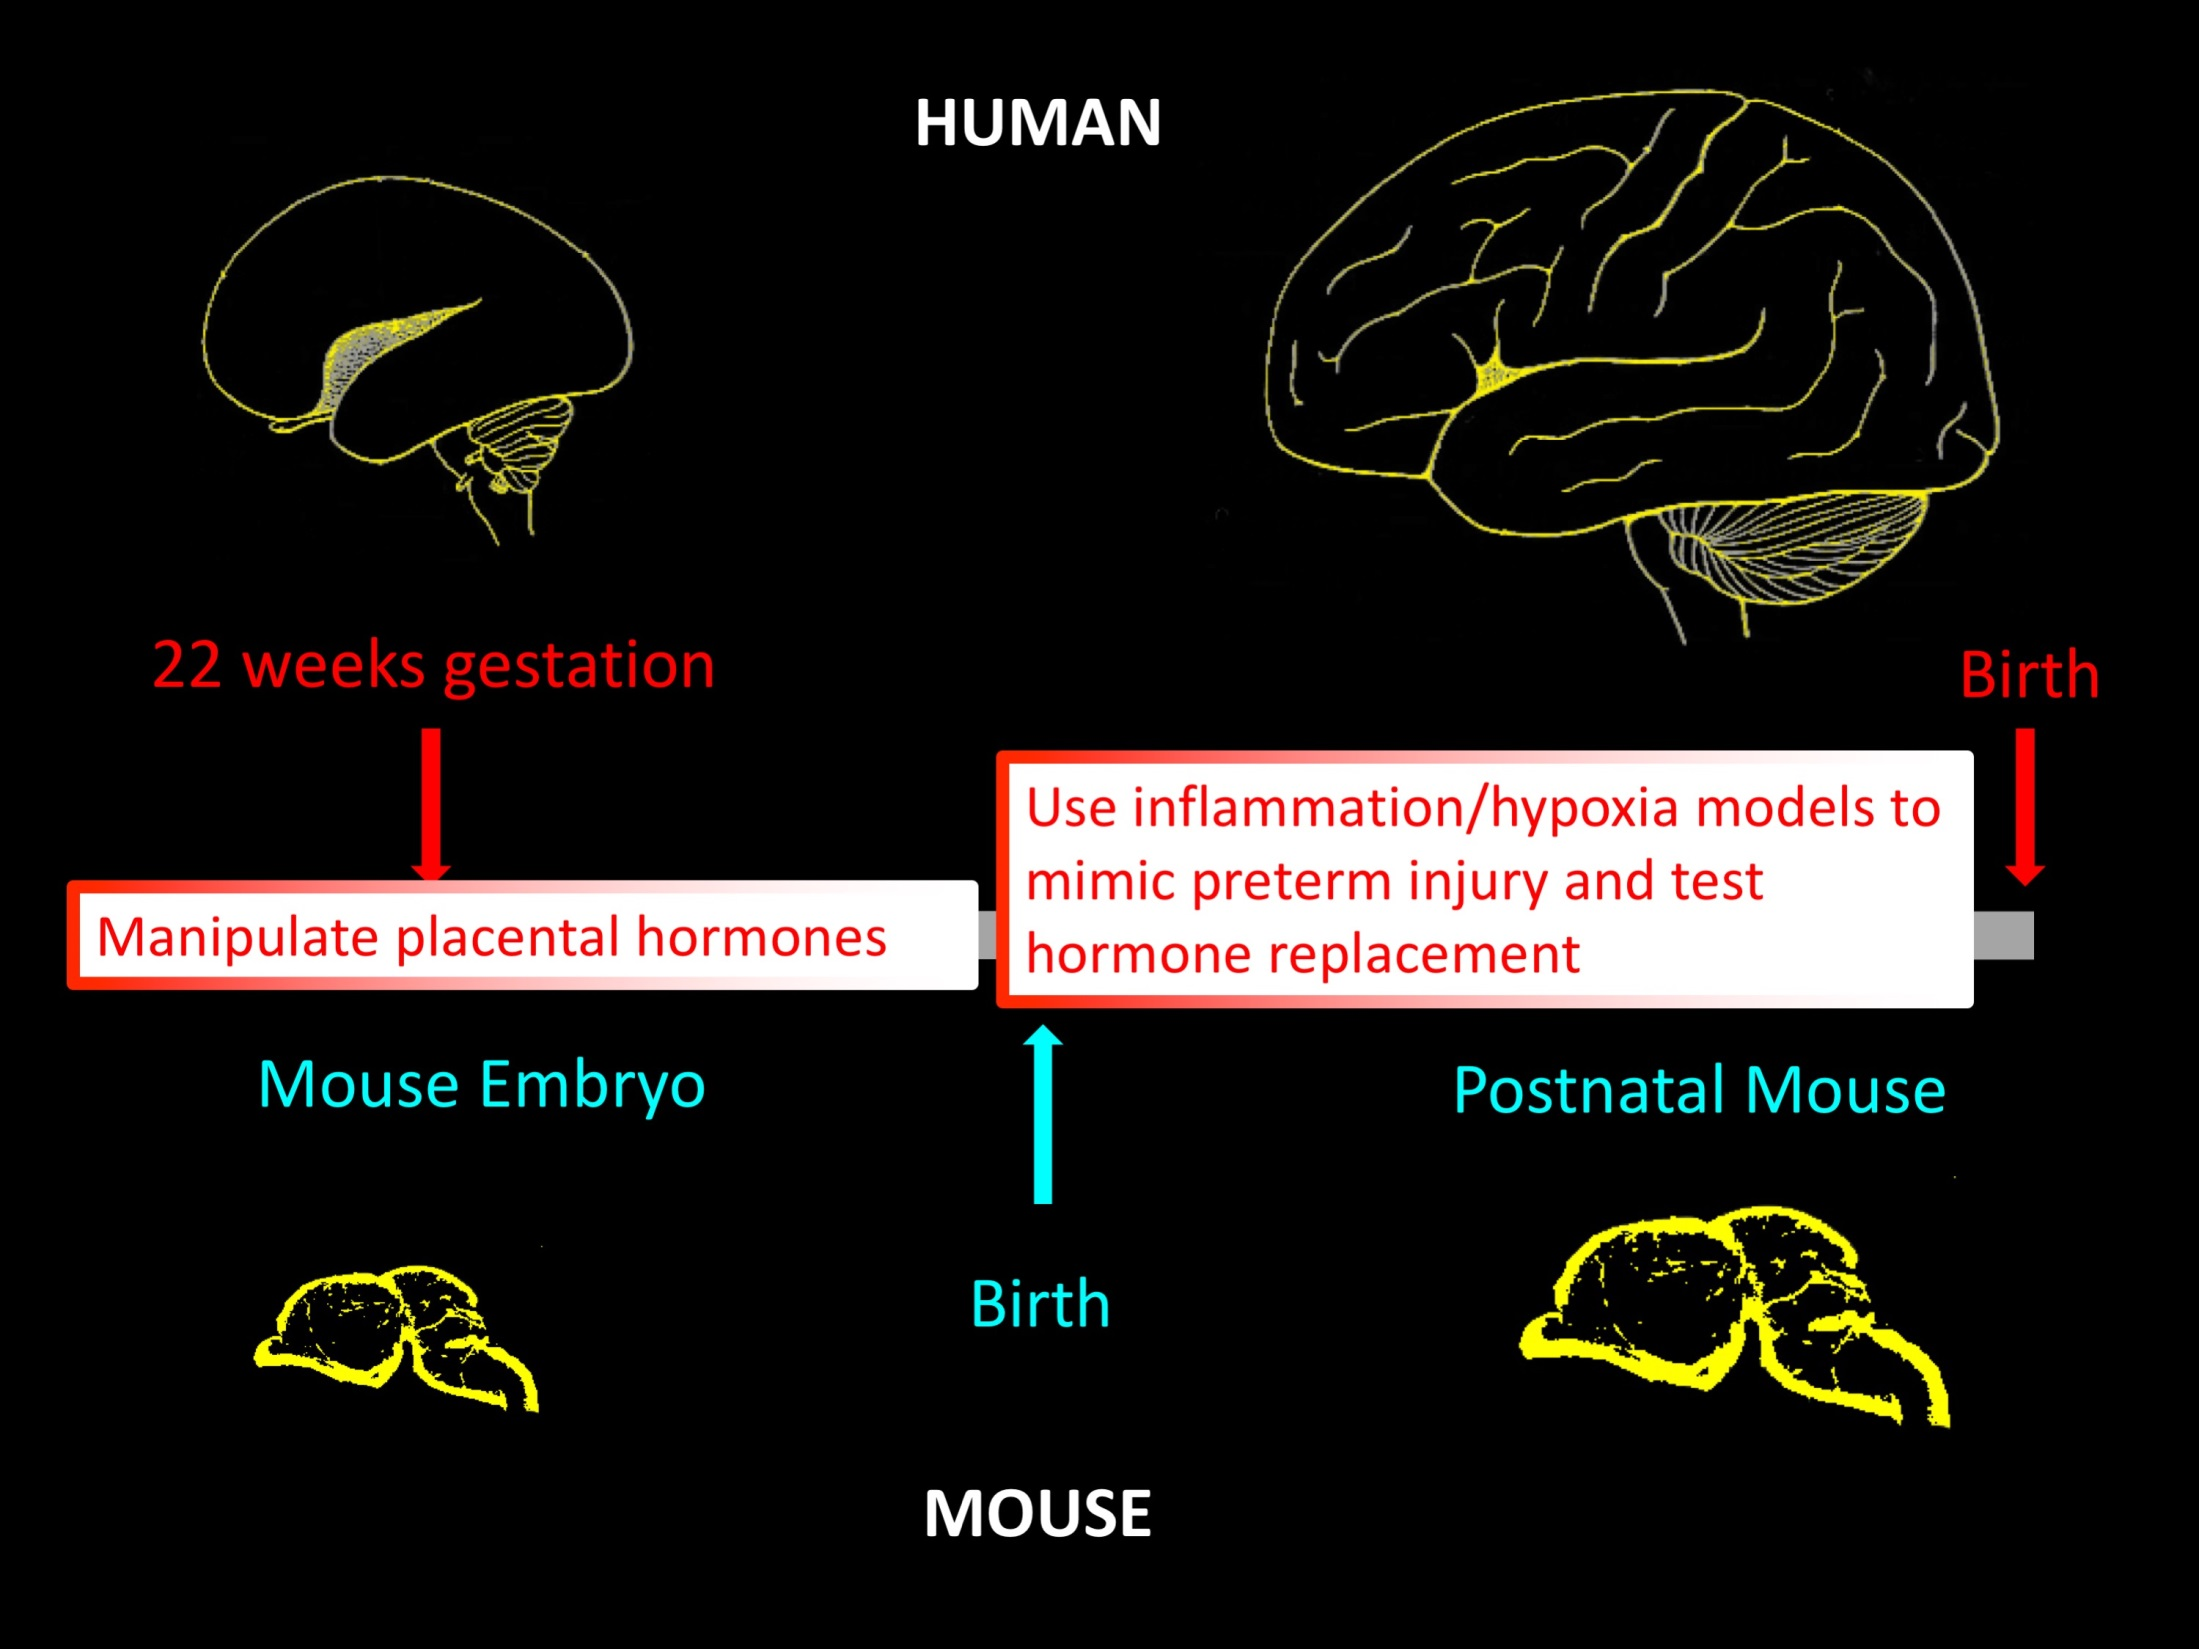 HUMAN
22 weeks gestation
Birth
Use inflammation/hypoxia models to
mimic preterm injury and test
hormone replacement
Manipulate placental hormones
Mouse Embryo
Postnatal Mouse
Birth
MOUSE